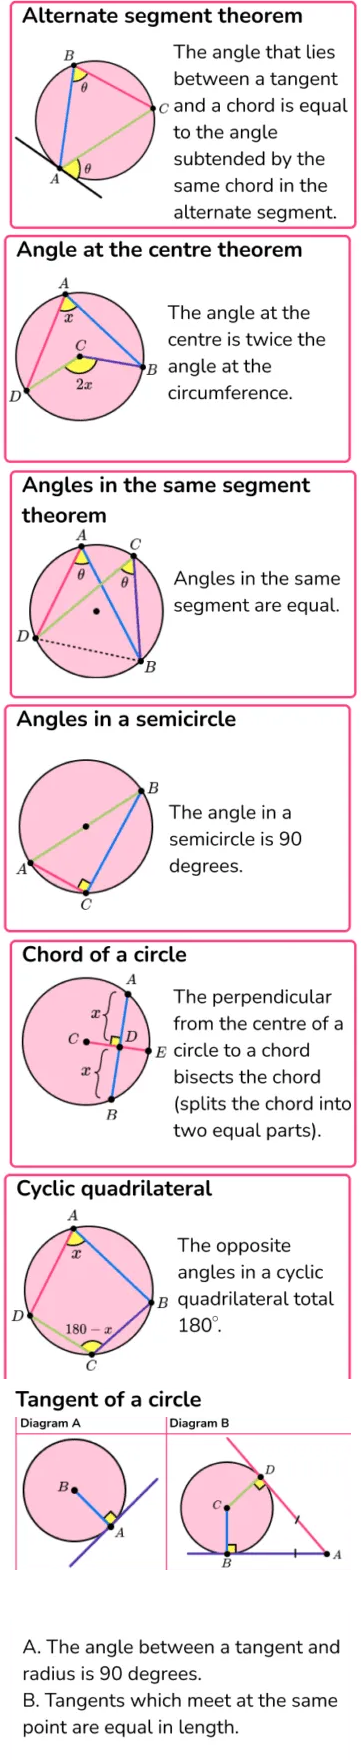 Alternate segment theorem
B
θ
C
θ
A
The angle that lies
between a tangent
and a chord is equal
to the angle
subtended by the
same chord in the
alternate segment.
Angle at the centre theorem
A
x
C
B
2x
D
The angle at the
centre is twice the
angle at the
circumference.
Angles in the same segment
theorem
A
C
θ
θ
D
B
Angles in the same
segment are equal.
Angles in a semicircle
B
A
C
The angle in a
semicircle is 90
degrees.
Chord of a circle
A
x
C
D
E
x
B
The perpendicular
from the centre of a
circle to a chord
bisects the chord
(splits the chord into
two equal parts).
Cyclic quadrilateral
A
x
B
D
180 − x
C
The opposite
angles in a cyclic
quadrilateral total
180°.
Tangent of a circle
Diagram A
Diagram B
B
A
D
C
B
A
A. The angle between a tangent and
radius is 90 degrees.
B. Tangents which meet at the same
point are equal in length.